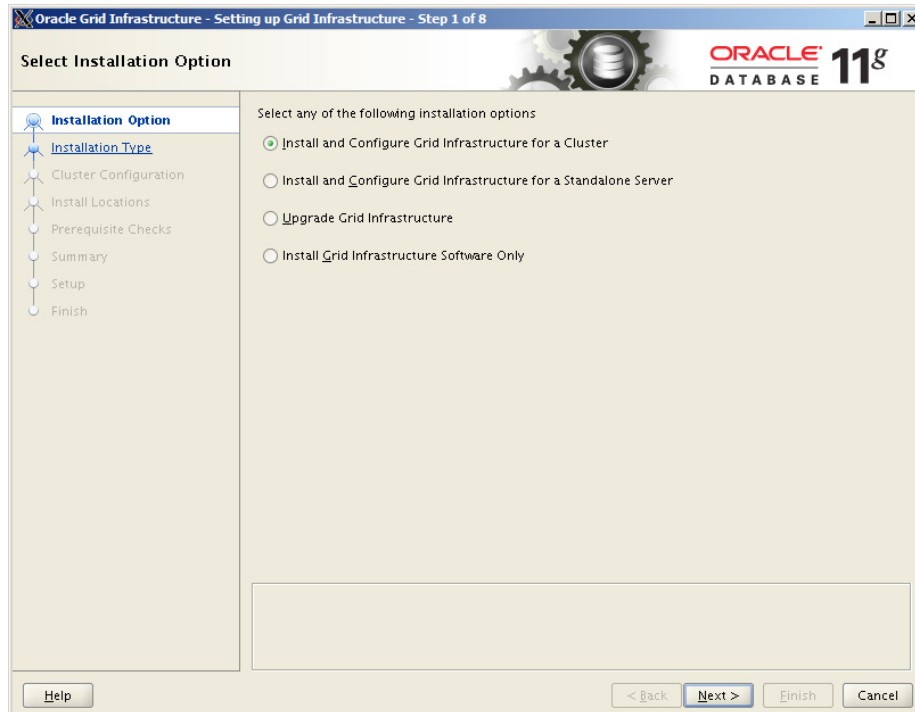 Oracle Grid Infrastructure - Setting up Grid Infrastructure - Step 1 of 8
Select Installation Option
ORACLE DATABASE 11g
Installation Option
Installation Type
Cluster Configuration
Install Locations
Prerequisite Checks
Summary
Setup
Finish
Select any of the following installation options
Install and Configure Grid Infrastructure for a Cluster
Install and Configure Grid Infrastructure for a Standalone Server
Upgrade Grid Infrastructure
Install Grid Infrastructure Software Only
Help
< Back
Next >
Finish
Cancel